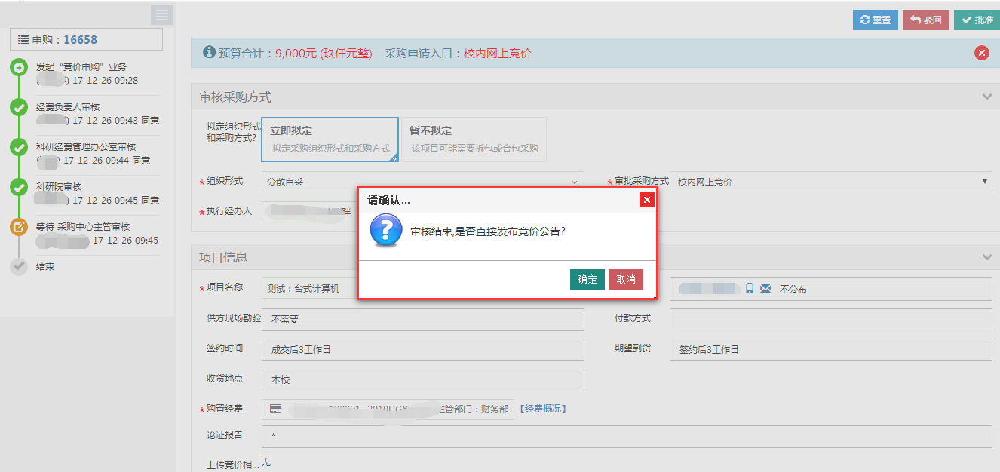 重置
驳回
批准
申购：16658
预算合计：9,000元 (玖仟元整) 采购申请入口：校内网上竞价
发起“竞价申购”业务
) 17-12-26 09:28
经费负责人审核
) 17-12-26 09:43 同意
科研经费管理办公室审核
) 17-12-26 09:44 同意
科研院审核
) 17-12-26 09:45 同意
等待 采购中心主管审核
17-12-26 09:45
结束
审核采购方式
拟定组织形式
和采购方式?
立即拟定
拟定采购组织形式和采购方式
暂不拟定
该项目可能需要拆包或合包采购
*组织形式
分散自采
*审批采购方式
校内网上竞价
*执行经办人
请确认...
审核结束,是否直接发布竞价公告?
确定
取消
项目信息
*项目名称
测试：台式计算机
不公布
供方现场勘验
不需要
付款方式
签约时间
成交后3工作日
期望到货
签约后3工作日
收货地点
本校
*购置经费
主管部门：财务部
【经费概况】
论证报告
*
上传竞价相...
无